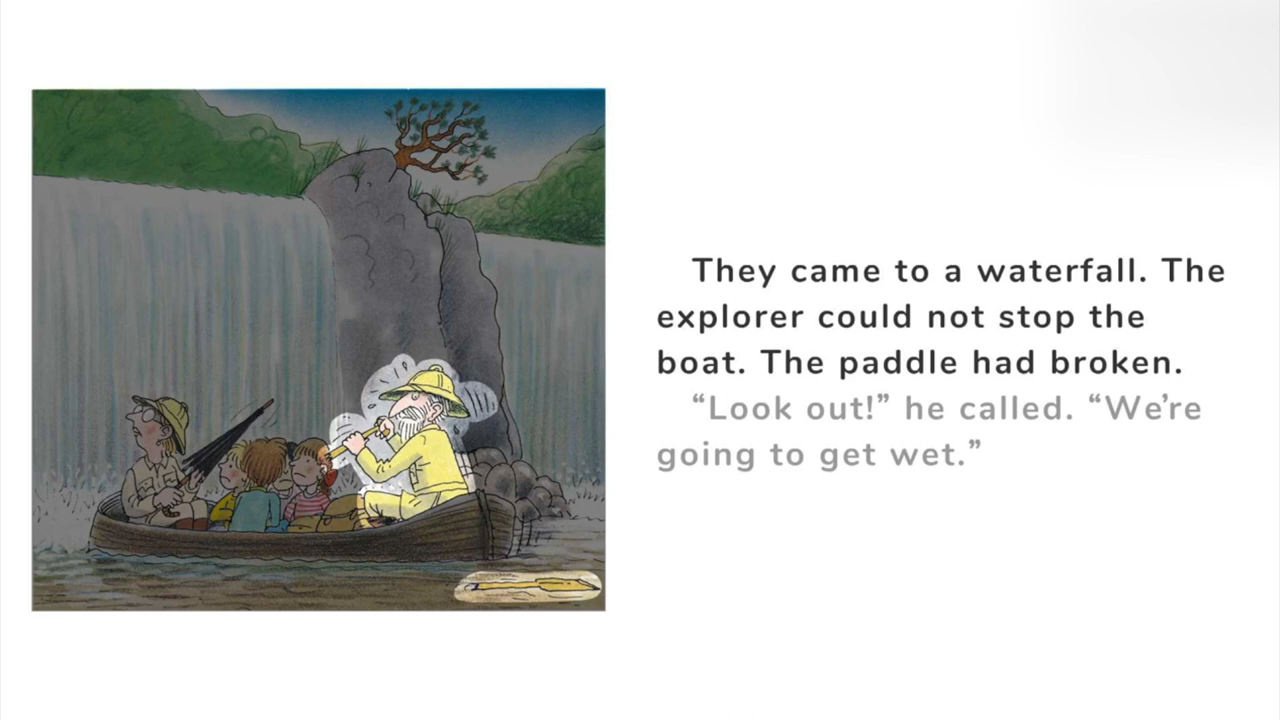 They came to a waterfall. The
explorer could not stop the
boat. The paddle had broken.
“Look out!” he called. “We’re
going to get wet.”